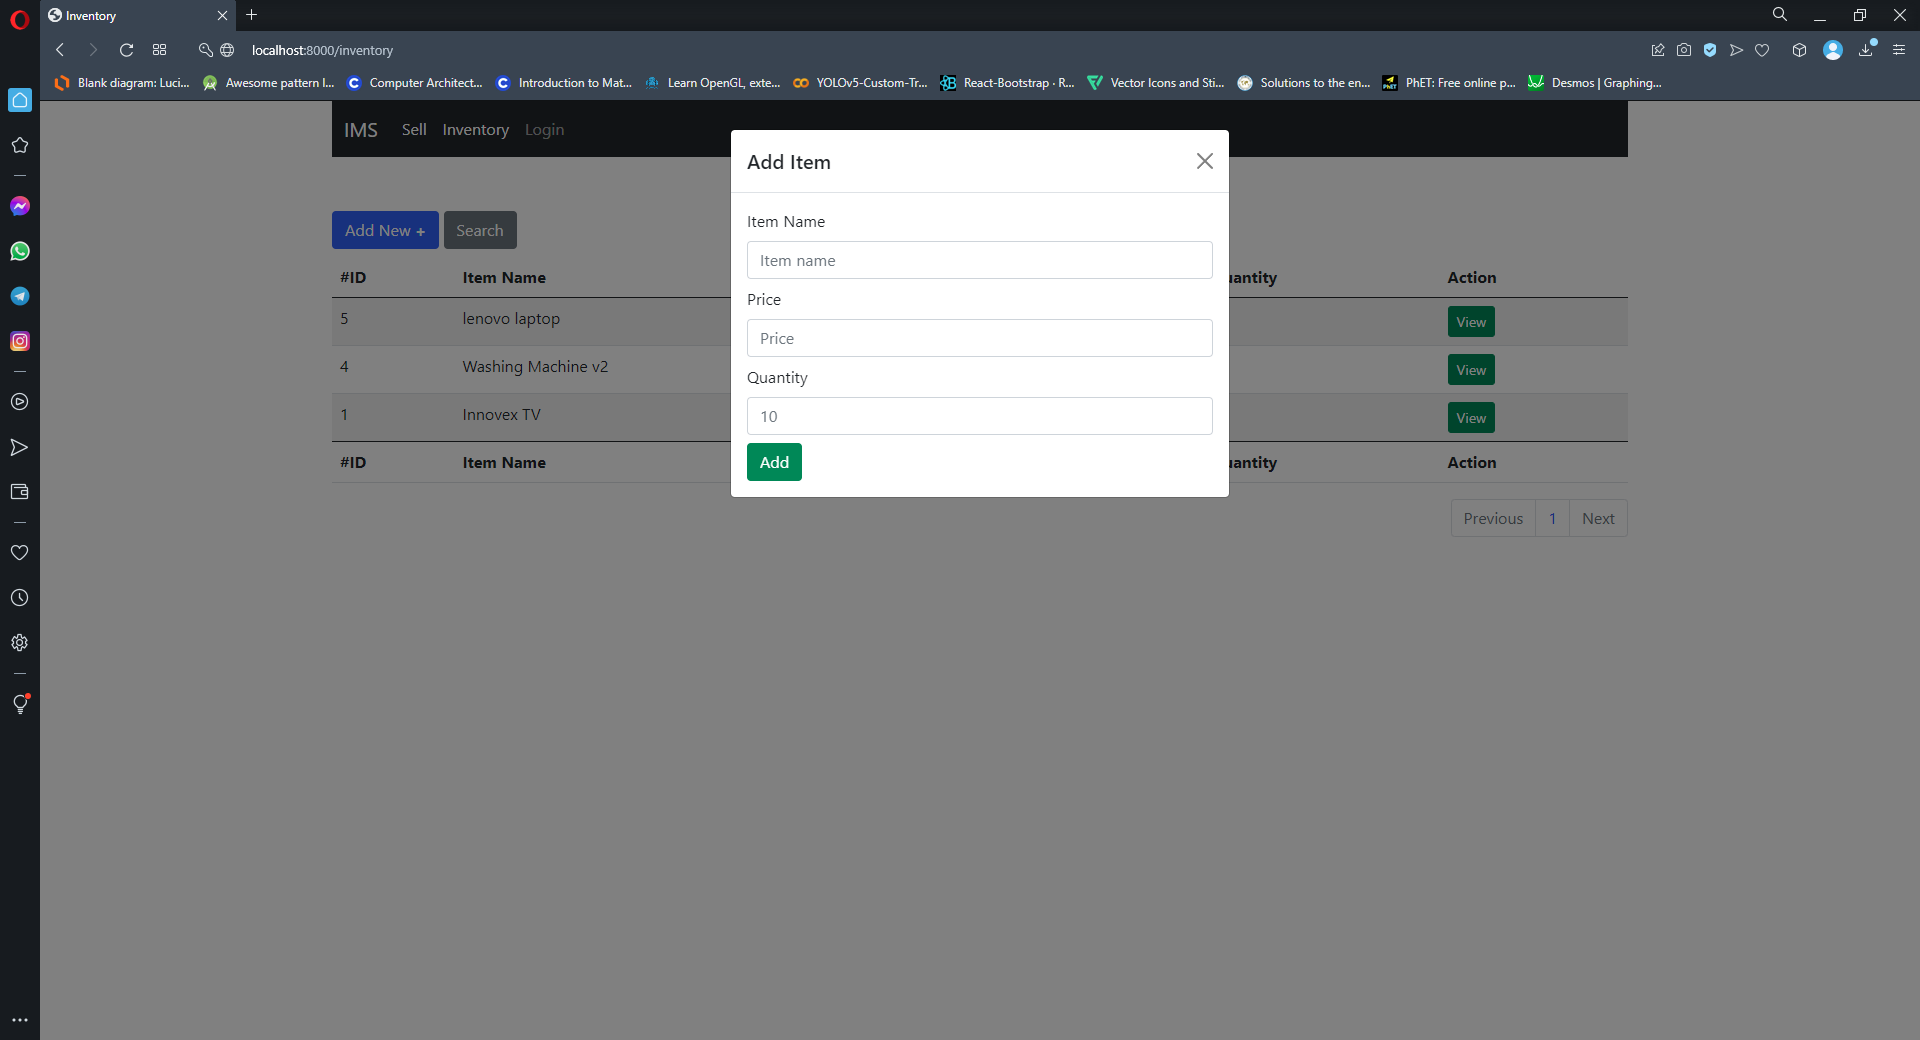 Inventory
localhost:8000/inventory
Blank diagram: Luci... Awesome pattern l... Computer Architect... Introduction to Mat... Learn OpenGL, exte... YOLOv5-Custom-Tr... React-Bootstrap · R... Vector Icons and Sti... Solutions to the en... PhET: Free online p... Desmos | Graphing...
IMS Sell Inventory Login
Add Item
Item Name
Item name
Price
Price
Quantity
10
Add
Add New + Search
#ID Item Name uantity Action
5 lenovo laptop View
4 Washing Machine v2 View
1 Innovex TV View
#ID Item Name uantity Action
Previous 1 Next